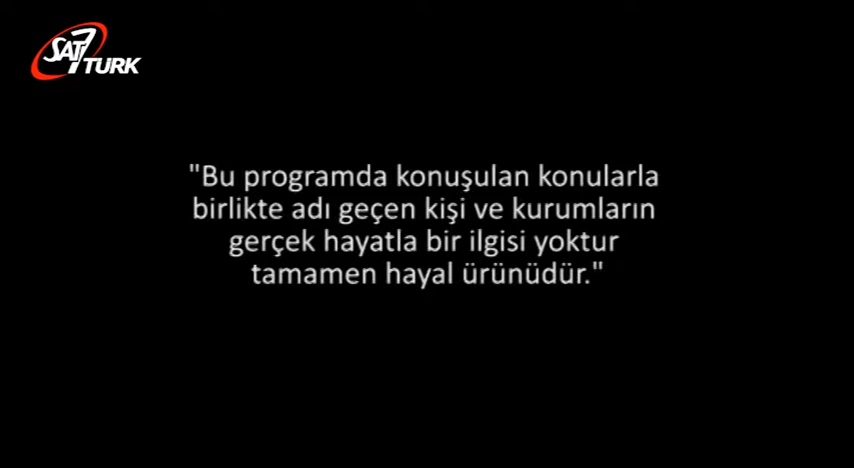 SAT7
TURK
"Bu programda konuşulan konularla
birlikte adı geçen kişi ve kurumların
gerçek hayatla bir ilgisi yoktur
tamamen hayal ürünüdür."